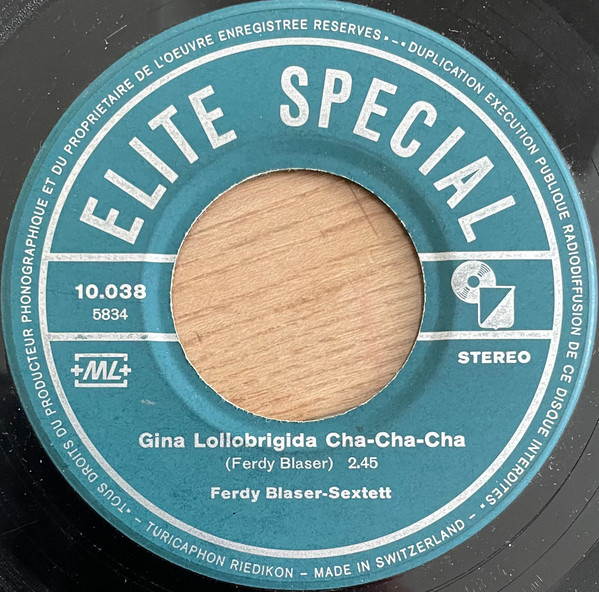 TOUS DROITS DU PRODUCTEUR PHONOGRAPHIQUE ET DU PROPRIETAIRE DE L'OEUVRE ENREGISTREE RESERVES • – • DUPLICATION EXECUTION PUBLIQUE RADIODIFFUSION DE CE DISQUE INTERDITES •
ELITE SPECIAL
10.038
5834
+ML+
STEREO
Gina Lollobrigida Cha-Cha-Cha
(Ferdy Blaser) 2.45
Ferdy Blaser-Sextett
TURICAPHON RIEDIKON – MADE IN SWITZERLAND